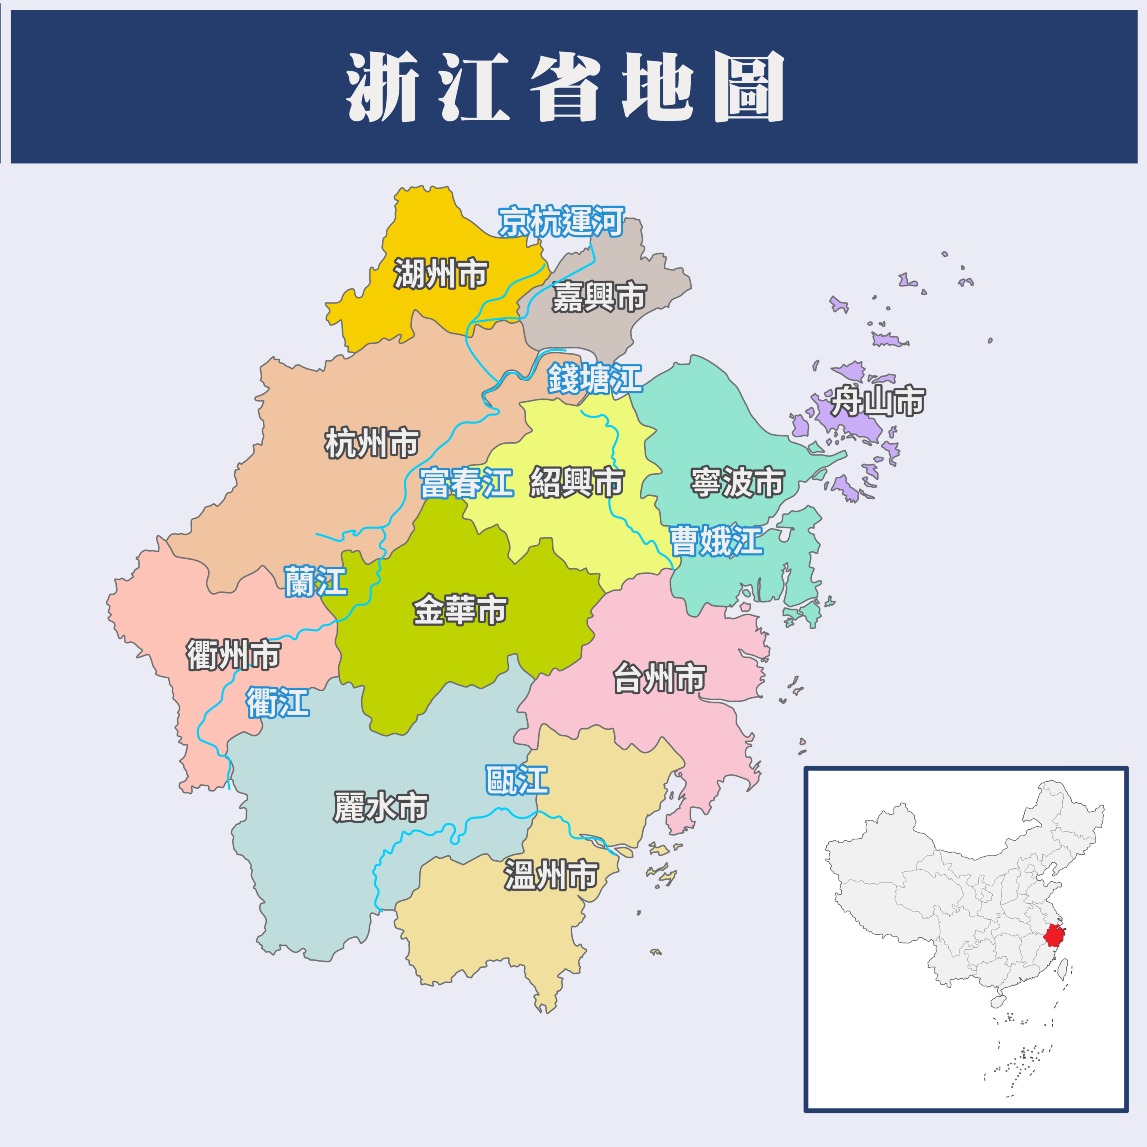 浙江省地圖
京杭運河
湖州市
嘉興市
錢塘江
舟山市
杭州市
富春江
紹興市
寧波市
曹娥江
蘭江
金華市
衢州市
台州市
衢江
甌江
麗水市
溫州市